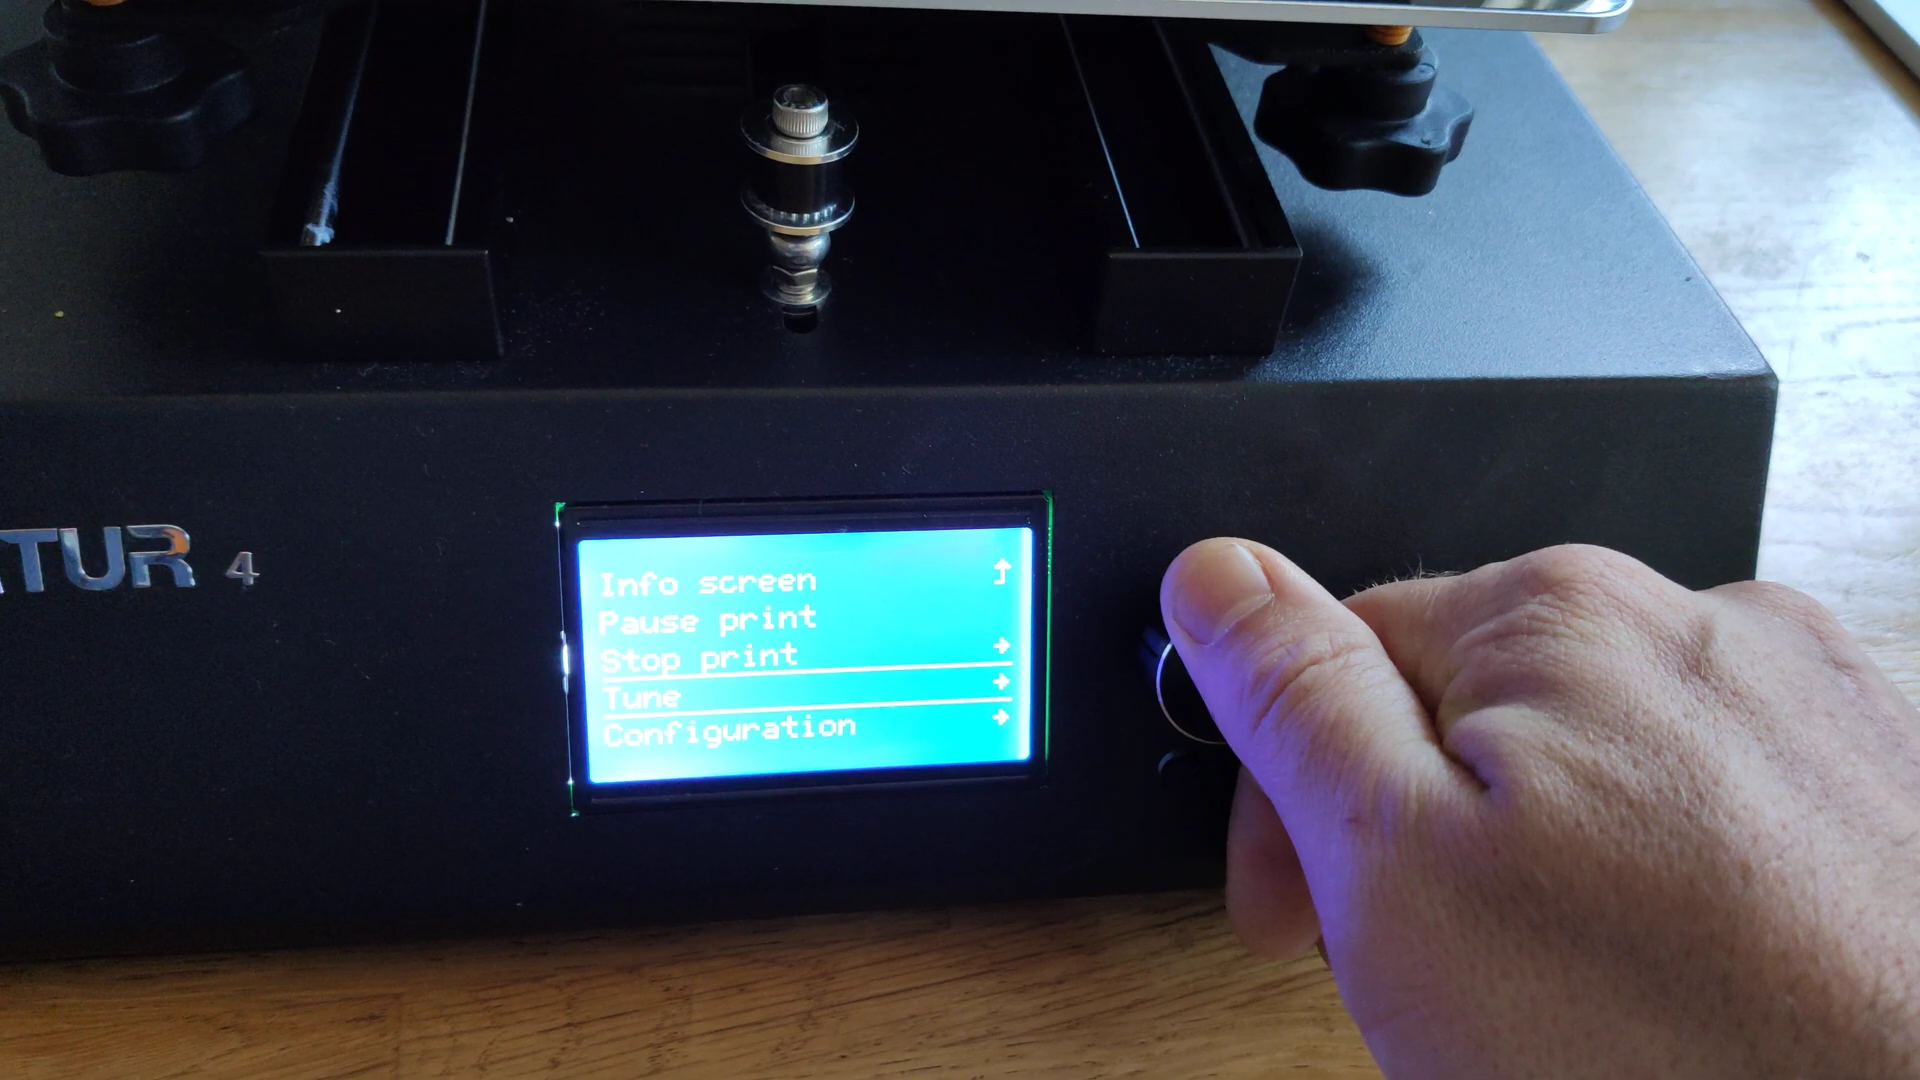 TUR 4
Info screen
Pause print
Stop print
Tune
Configuration